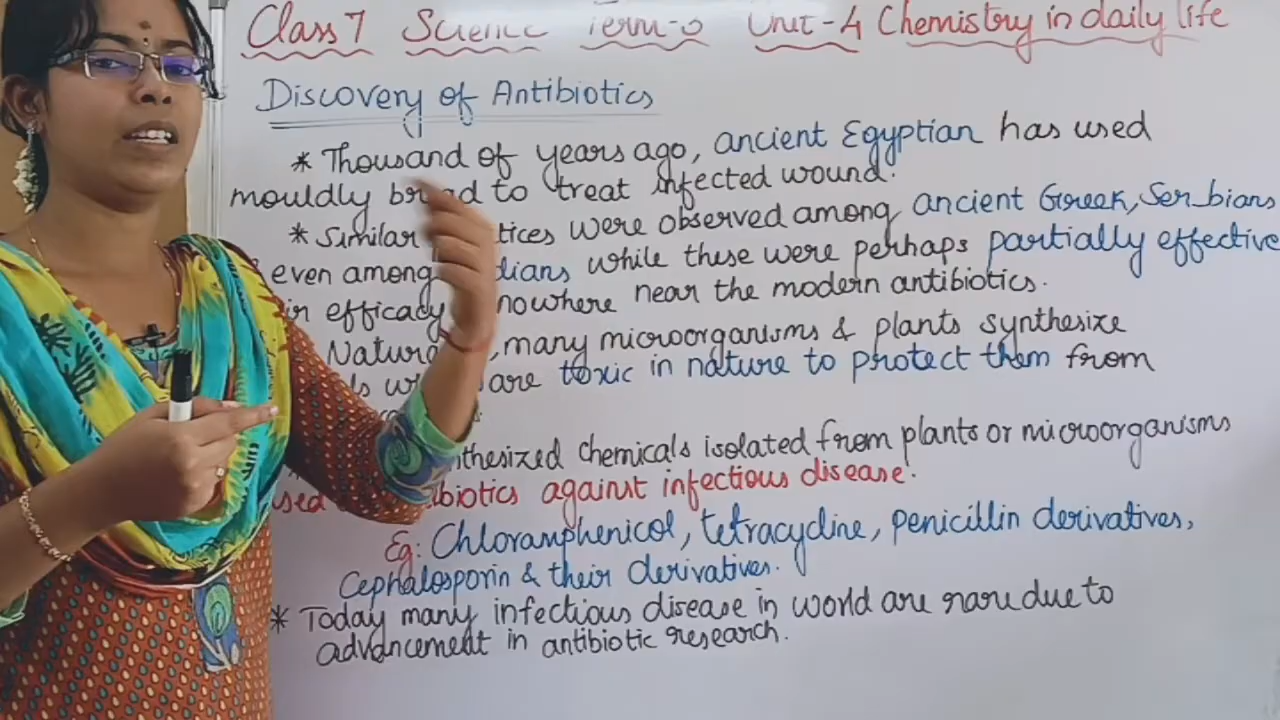 Class 7 Science Term-3 Unit-4 Chemistry in daily life
Discovery of Antibiotics
* Thousand of years ago, ancient Egyptian has used
mouldly bread to treat infected wound.
* Similar were observed among ancient Greek, Serbians
even among while these were perhaps partially effective
efficacy nowhere near the modern antibiotics.
many microorganisms & plants synthesize
are toxic in nature to protect them from
chemicals isolated from plants or microorganisms
against infectious disease.
Eg: Chloramphenicol, tetracycline, penicillin derivatives,
Cephalosporin & their derivatives.
* Today many infectious disease in world are rare due to
advancement in antibiotic research.